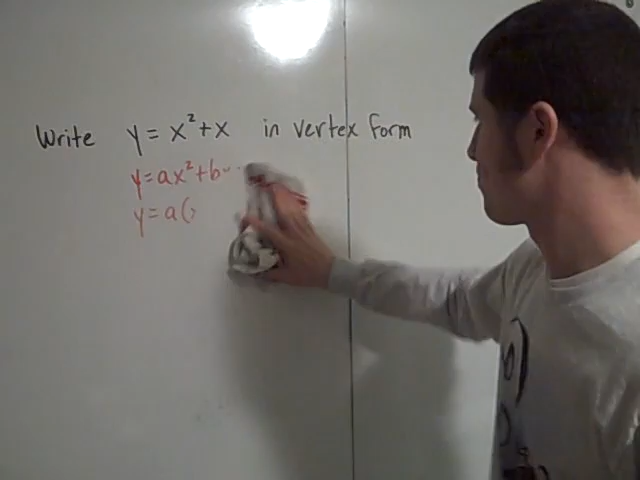 Write y = x² + x in vertex form
y = ax² + b
y = a(